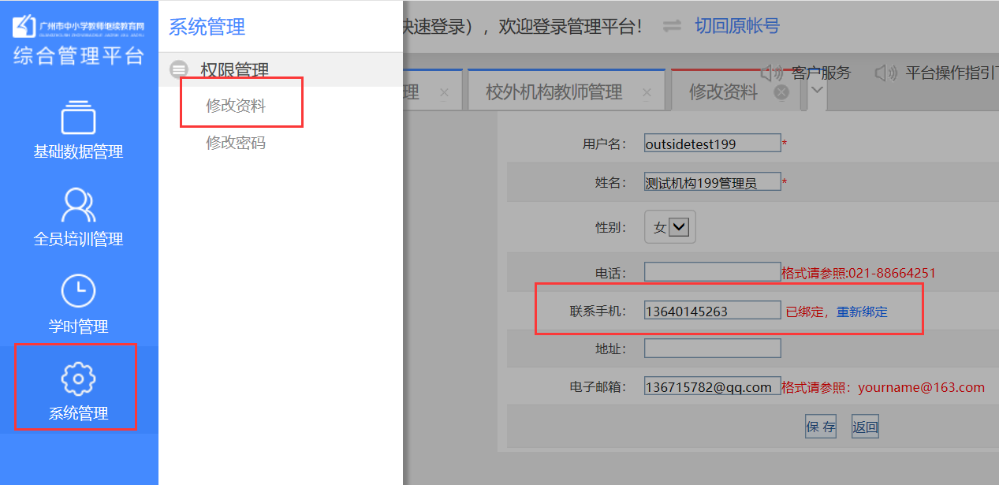 广州市中小学教师继续教育网
综合管理平台
基础数据管理
全员培训管理
学时管理
系统管理
系统管理
权限管理
修改资料
修改密码
快速登录），欢迎登录管理平台！ 切回原帐号
客户服务 平台操作指引
理 校外机构教师管理 修改资料
用户名： outsidetest199 *
姓名： 测试机构199管理员 *
性别： 女
电话： 格式请参照:021-88664251
联系手机： 13640145263 已绑定，重新绑定
地址：
电子邮箱： 136715782@qq.com 格式请参照：yourname@163.com
保 存 返回